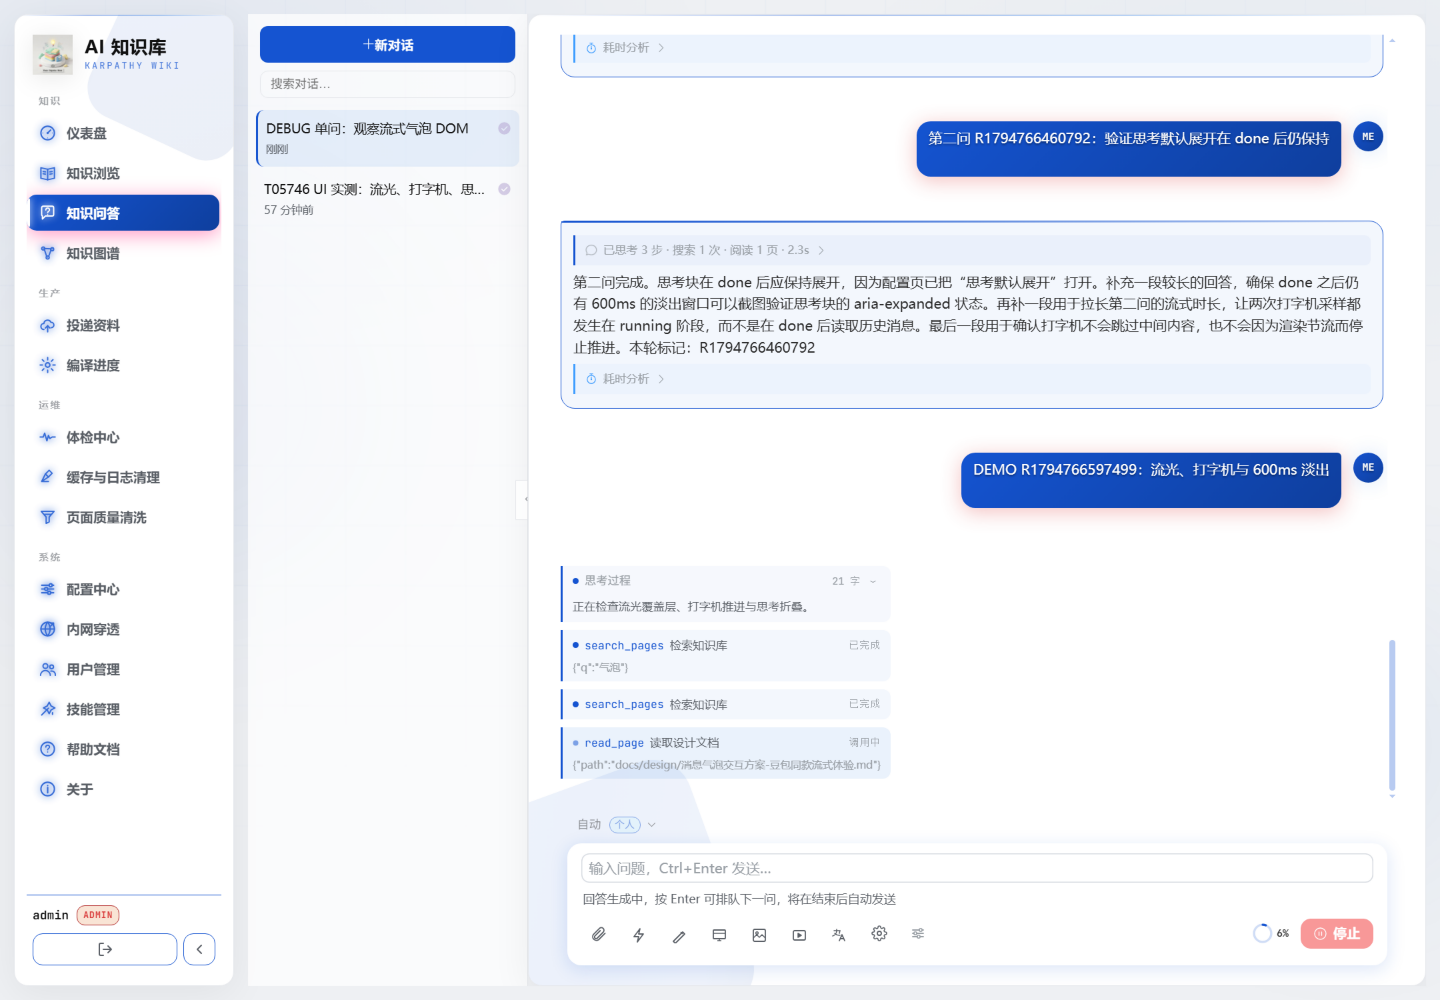 AI 知识库
KARPATHY WIKI
知识
仪表盘
知识浏览
知识问答
知识图谱
生产
投递资料
编译进度
运维
体检中心
缓存与日志清理
页面质量清洗
系统
配置中心
内网穿透
用户管理
技能管理
帮助文档
关于
admin ADMIN
+新对话
搜索对话...
DEBUG 单问：观察流式气泡 DOM
刚刚
T05746 UI 实测：流光、打字机、思...
57 分钟前
耗时分析
第二问 R1794766460792：验证思考默认展开在 done 后仍保持
ME
已思考 3 步 · 搜索 1 次 · 阅读 1 页 · 2.3s
第二问完成。思考块在 done 后应保持展开，因为配置页已把“思考默认展开”打开。补充一段较长的回答，确保 done 之后仍
有 600ms 的淡出窗口可以截图验证思考块的 aria-expanded 状态。再补一段用于拉长第二问的流式时长，让两次打字机采样都
发生在 running 阶段，而不是在 done 后读取历史消息。最后一段用于确认打字机不会跳过中间内容，也不会因为渲染节流而停
止推进。本轮标记：R1794766460792
耗时分析
DEMO R1794766597499：流光、打字机与 600ms 淡出
ME
思考过程 21 字
正在检查流光覆盖层、打字机推进与思考折叠。
search_pages 检索知识库 已完成
{"q":"气泡"}
search_pages 检索知识库 已完成
read_page 读取设计文档 调用中
{"path":"docs/design/消息气泡交互方案-豆包同款流式体验.md"}
自动 个人
输入问题，Ctrl+Enter 发送...
回答生成中，按 Enter 可排队下一问，将在结束后自动发送
6% 停止